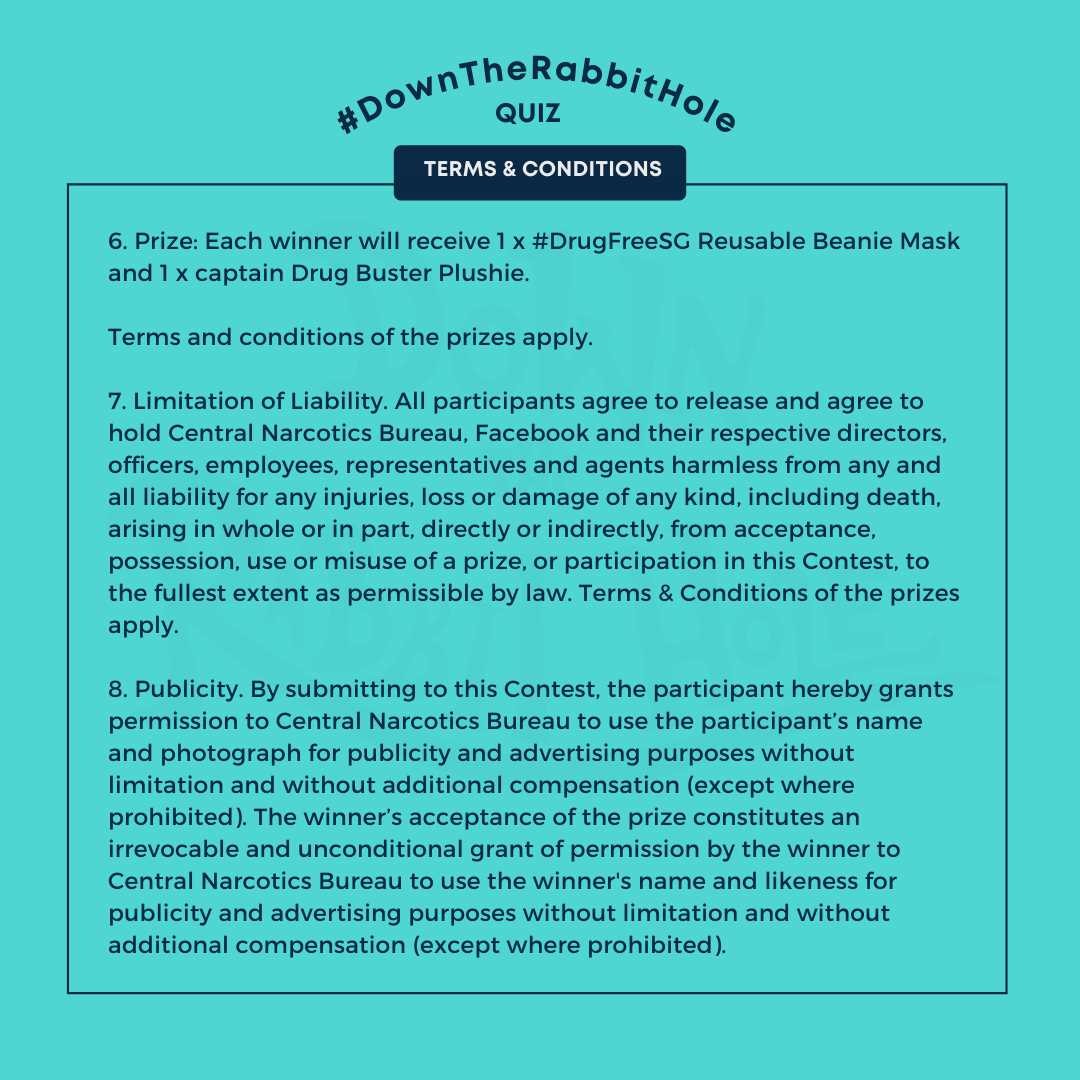 #DownTheRabbitHole
QUIZ
TERMS & CONDITIONS
6. Prize: Each winner will receive 1 x #DrugFreeSG Reusable Beanie Mask
and 1 x captain Drug Buster Plushie.
Terms and conditions of the prizes apply.
7. Limitation of Liability. All participants agree to release and agree to
hold Central Narcotics Bureau, Facebook and their respective directors,
officers, employees, representatives and agents harmless from any and
all liability for any injuries, loss or damage of any kind, including death,
arising in whole or in part, directly or indirectly, from acceptance,
possession, use or misuse of a prize, or participation in this Contest, to
the fullest extent as permissible by law. Terms & Conditions of the prizes
apply.
8. Publicity. By submitting to this Contest, the participant hereby grants
permission to Central Narcotics Bureau to use the participant’s name
and photograph for publicity and advertising purposes without
limitation and without additional compensation (except where
prohibited). The winner’s acceptance of the prize constitutes an
irrevocable and unconditional grant of permission by the winner to
Central Narcotics Bureau to use the winner's name and likeness for
publicity and advertising purposes without limitation and without
additional compensation (except where prohibited).